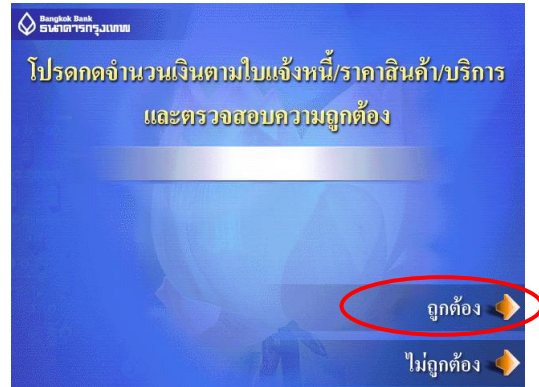 Bangkok Bank
ธนาคารกรุงเทพ
โปรดกดจำนวนเงินตามใบแจ้งหนี้/ราคาสินค้า/บริการ
และตรวจสอบความถูกต้อง
ถูกต้อง
ไม่ถูกต้อง